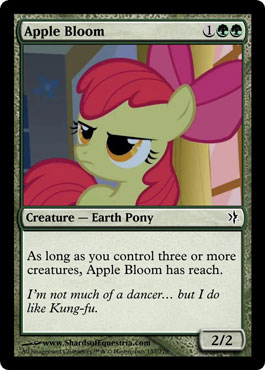 Apple Bloom 1
Creature — Earth Pony
As long as you control three or more
creatures, Apple Bloom has reach.
I'm not much of a dancer... but I do
like Kung-fu.
www.ShardsofEquestria.com
2/2